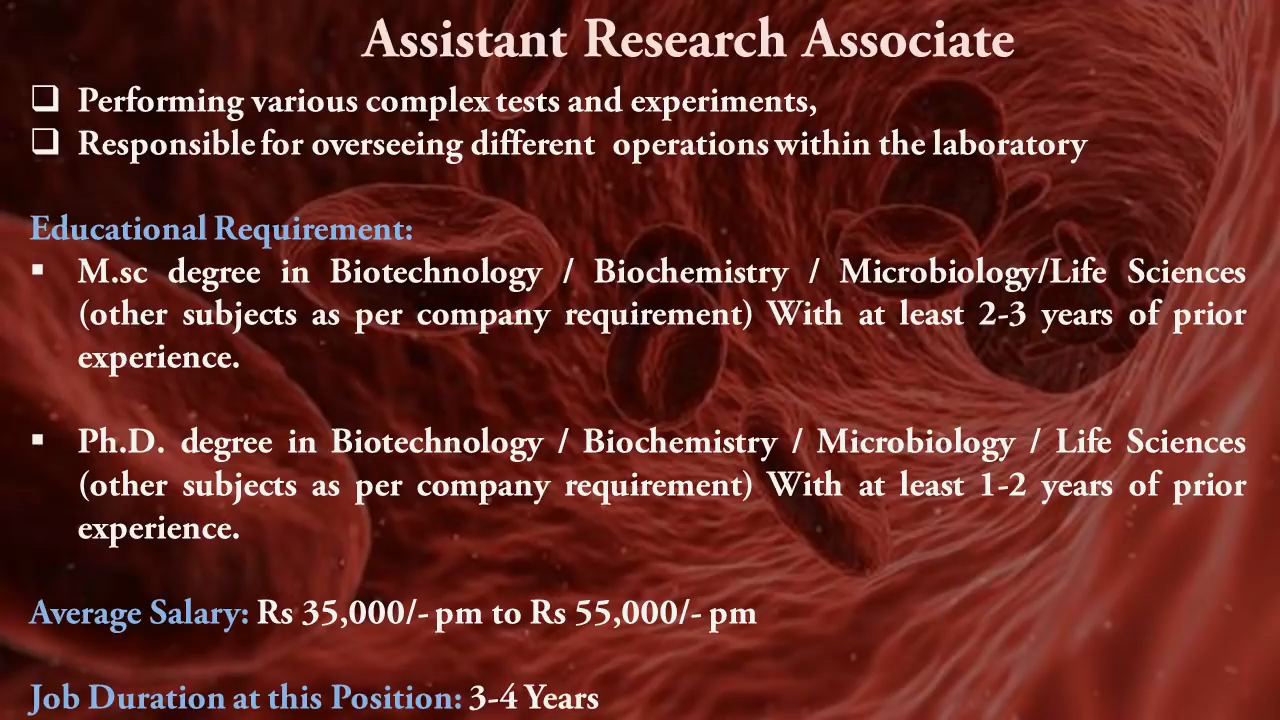 Assistant Research Associate
❑ Performing various complex tests and experiments,
❑ Responsible for overseeing different operations within the laboratory
Educational Requirement:
▪ M.sc degree in Biotechnology / Biochemistry / Microbiology/Life Sciences
(other subjects as per company requirement) With at least 2-3 years of prior
experience.
▪ Ph.D. degree in Biotechnology / Biochemistry / Microbiology / Life Sciences
(other subjects as per company requirement) With at least 1-2 years of prior
experience.
Average Salary: Rs 35,000/- pm to Rs 55,000/- pm
Job Duration at this Position: 3-4 Years